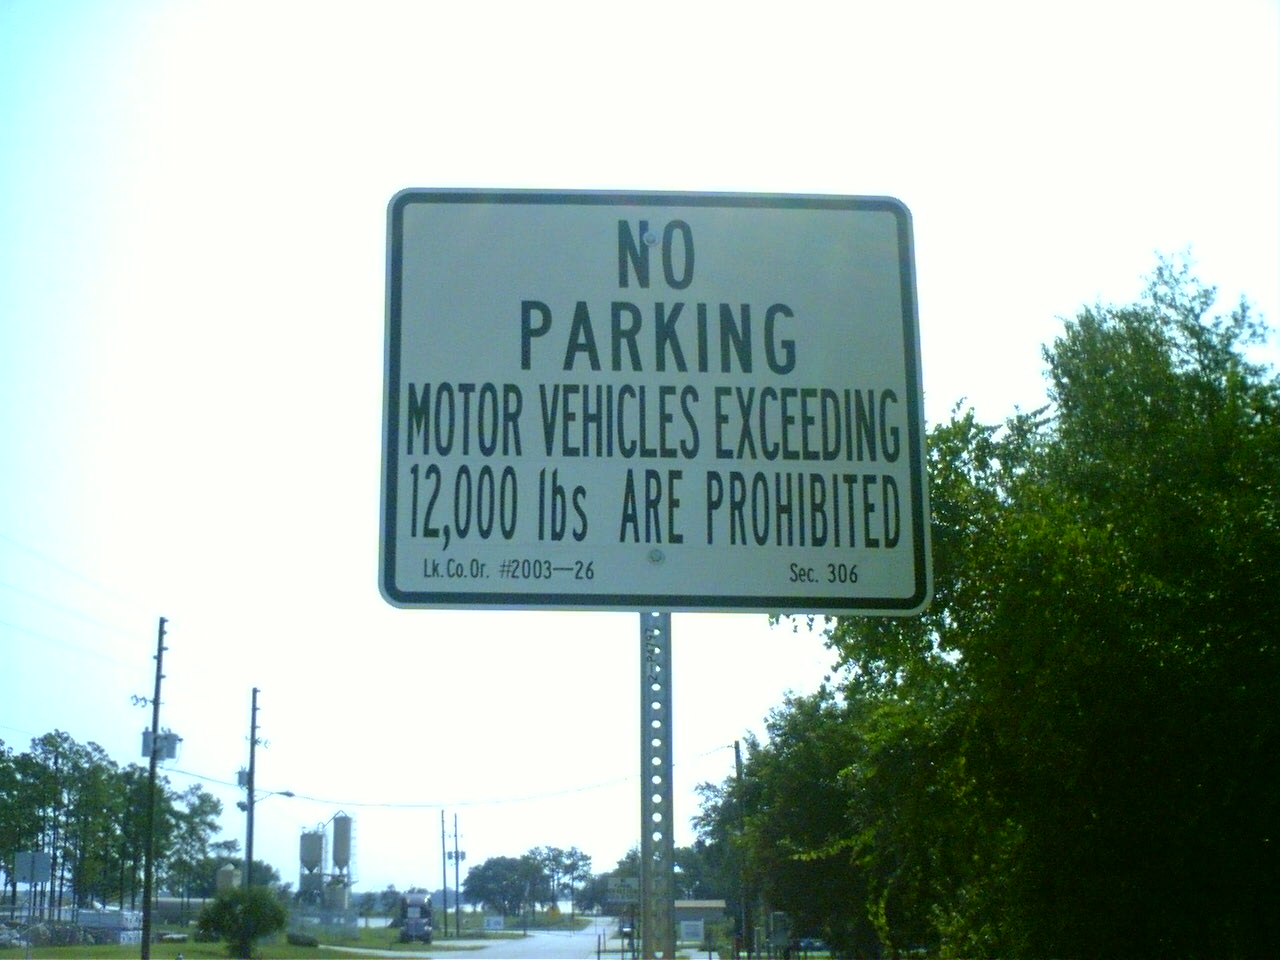 NO
PARKING
MOTOR VEHICLES EXCEEDING
12,000 lbs ARE PROHIBITED
Lk.Co.Or. #2003—26 Sec. 306